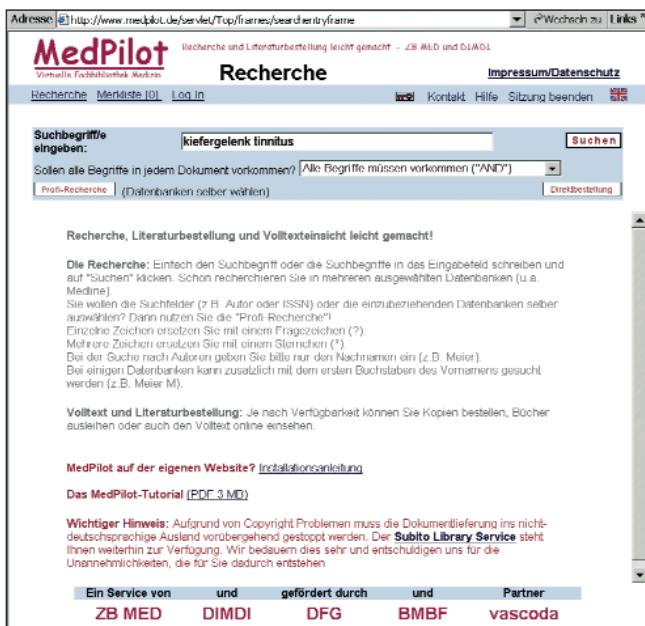 Adresse http://www.medpilot.de/servlet/Top/frames/searchentryframe Wechseln zu Links »
MedPilot Recherche und Literaturbestellung leicht gemacht - ZB MED und DIMDI
Virtuelle Fachbibliothek Medizin Recherche Impressum/Datenschutz
Recherche Merkliste [0] Log In Kontakt Hilfe Sitzung beenden
Suchbegriff/e
eingeben: kiefergelenk tinnitus Suchen
Sollen alle Begriffe in jedem Dokument vorkommen? Alle Begriffe müssen vorkommen ("AND")
Profi-Recherche (Datenbanken selber wählen) Direktbestellung
Recherche, Literaturbestellung und Volltexteinsicht leicht gemacht!
Die Recherche: Einfach den Suchbegriff oder die Suchbegriffe in das Eingabefeld schreiben und
auf "Suchen" klicken. Schon recherchieren Sie in mehreren ausgewählten Datenbanken (u.a.
Medline).
Sie wollen die Suchfelder (z.B. Autor oder ISSN) oder die einzubeziehenden Datenbanken selber
auswählen? Dann nutzen Sie die "Profi-Recherche"!
Einzelne Zeichen ersetzen Sie mit einem Fragezeichen (?).
Mehrere Zeichen ersetzen Sie mit einem Sternchen (*).
Bei der Suche nach Autoren geben Sie bitte nur den Nachnamen ein (z.B. Meier).
Bei einigen Datenbanken kann zusätzlich mit dem ersten Buchstaben des Vornamens gesucht
werden (z.B. Meier M).
Volltext und Literaturbestellung: Je nach Verfügbarkeit können Sie Kopien bestellen, Bücher
ausleihen oder auch den Volltext online einsehen.
MedPilot auf der eigenen Website? Installationsanleitung
Das MedPilot-Tutorial (PDF 3 MB)
Wichtiger Hinweis: Aufgrund von Copyright Problemen muss die Dokumentlieferung ins nicht-
deutschsprachige Ausland vorübergehend gestoppt werden. Der Subito Library Service steht
Ihnen weiterhin zur Verfügung. Wir bedauern dies sehr und entschuldigen uns für die
Unannehmlichkeiten, die für Sie dadurch entstehen
Ein Service von und gefördert durch und Partner
ZB MED DIMDI DFG BMBF vascoda